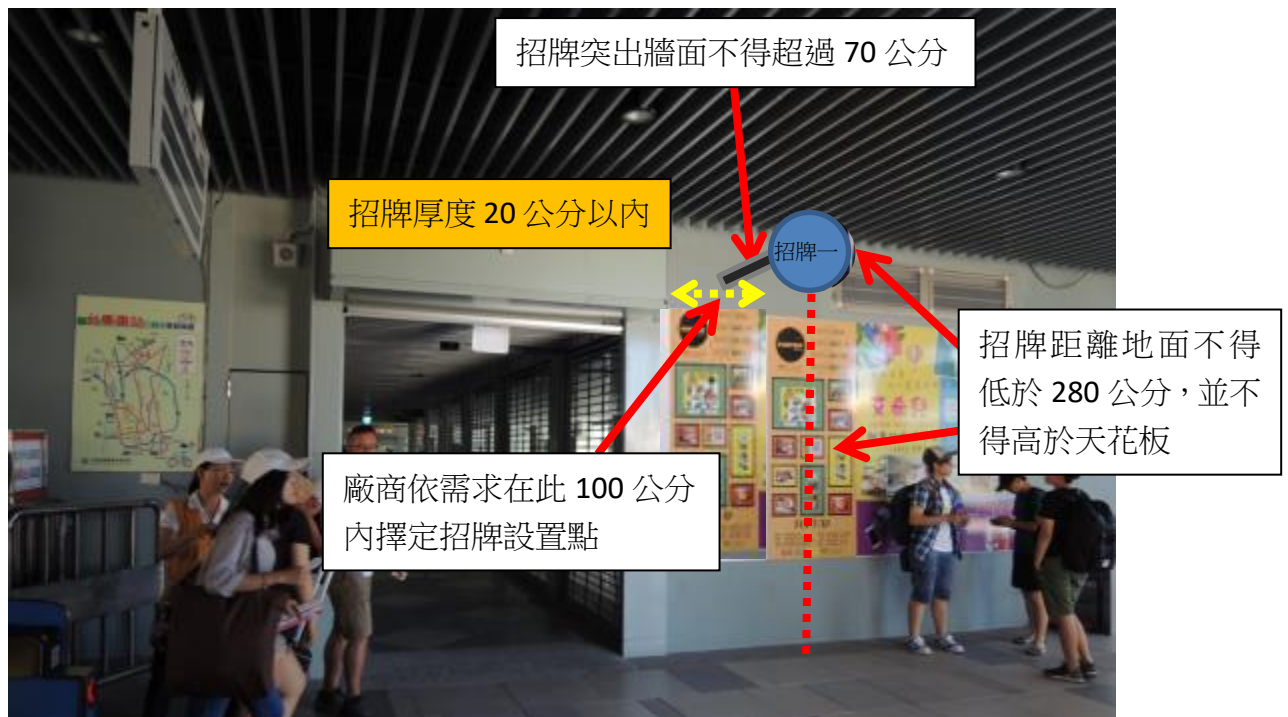 招牌突出牆面不得超過 70 公分
招牌厚度 20 公分以內
招牌一
招牌距離地面不得
低於 280 公分，並不
得高於天花板
廠商依需求在此 100 公分
內擇定招牌設置點